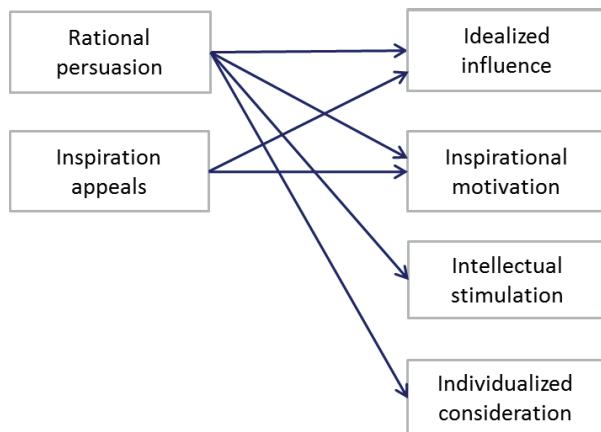 Rational
persuasion
Idealized
influence
Inspiration
appeals
Inspirational
motivation
Intellectual
stimulation
Individualized
consideration